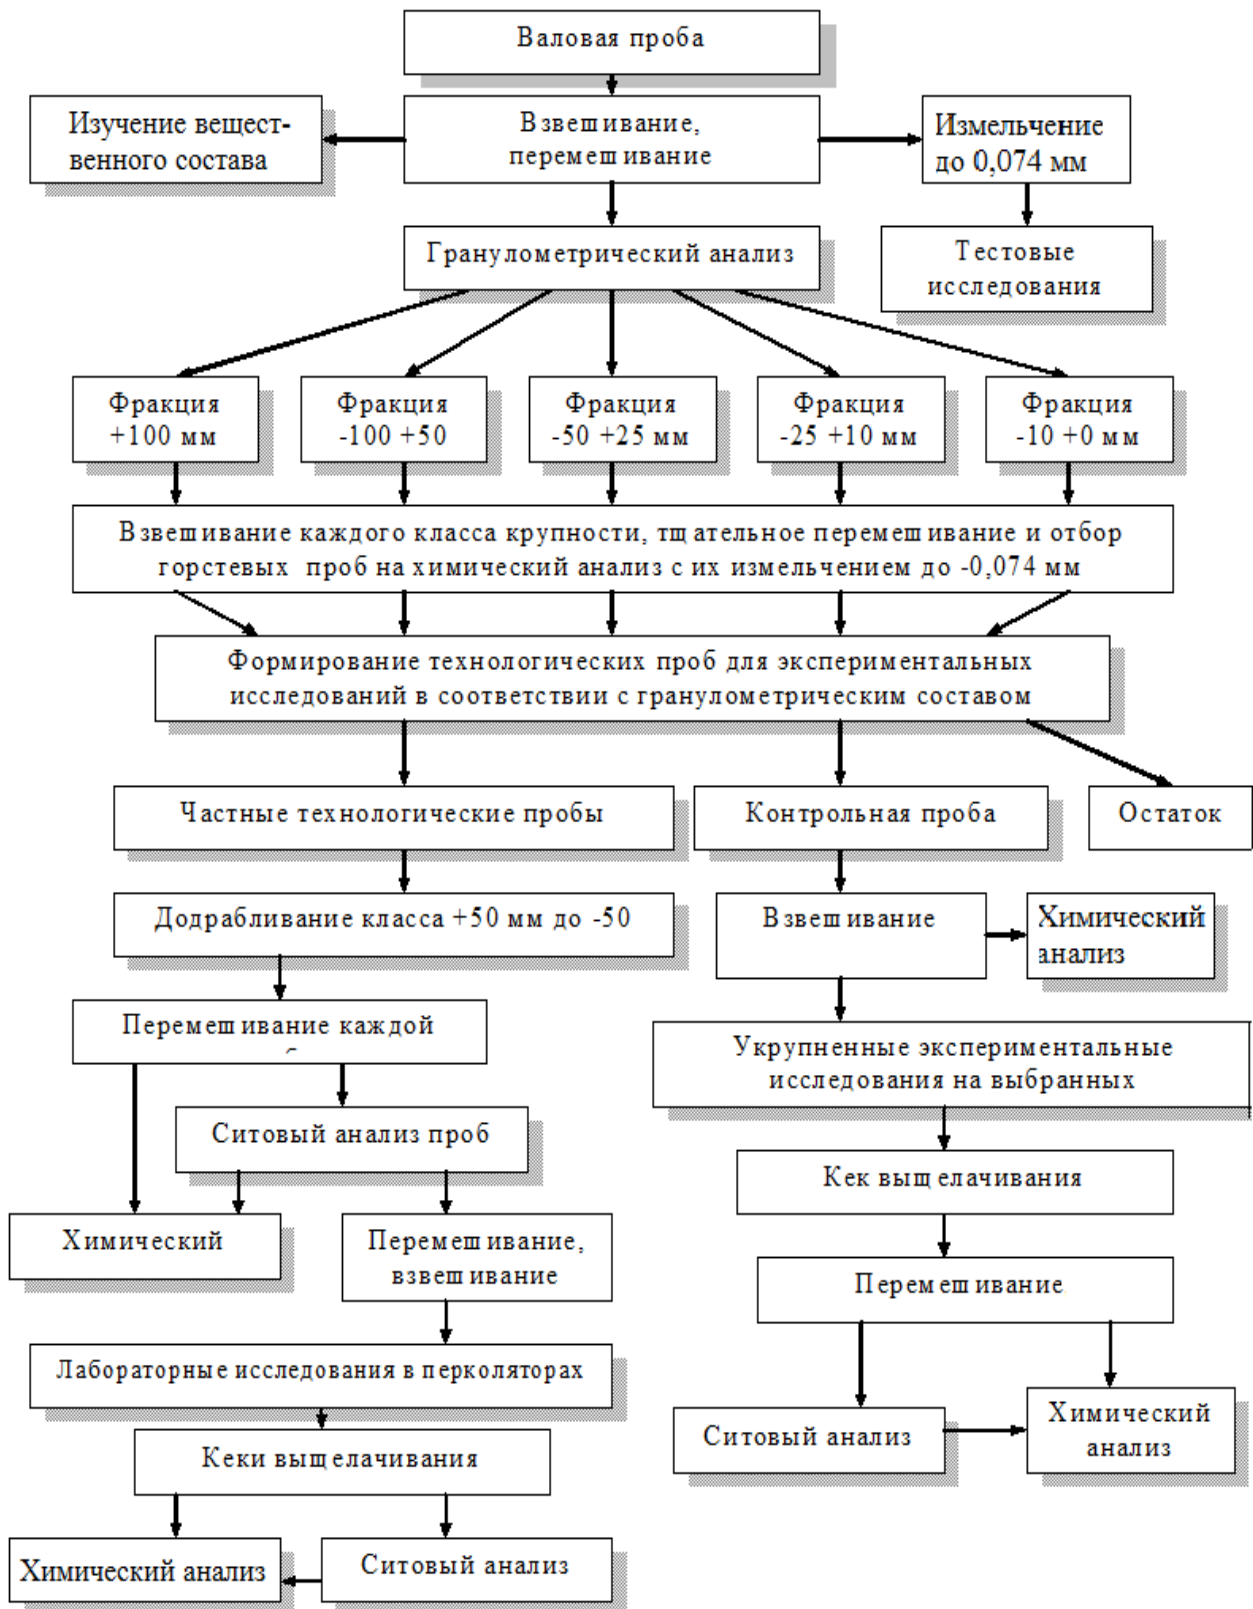 Валовая проба
Изучение вещест-
венного состава
Взвешивание,
перемешивание
Измельчение
до 0,074 мм
Гранулометрический анализ
Тестовые
исследования
Фракция
+100 мм
Фракция
-100 +50
Фракция
-50 +25 мм
Фракция
-25 +10 мм
Фракция
-10 +0 мм
Взвешивание каждого класса крупности, тщательное перемешивание и отбор
горстевых проб на химический анализ с их измельчением до -0,074 мм
Формирование технологических проб для экспериментальных
исследований в соответствии с гранулометрическим составом
Частные технологические пробы
Контрольная проба
Остаток
Додрабливание класса +50 мм до -50
Взвешивание
Химический
анализ
Перемешивание каждой
Укрупненные экспериментальные
исследования на выбранных
Ситовый анализ проб
Кек выщелачивания
Химический
Перемешивание,
взвешивание
Перемешивание
Лабораторные исследования в перколяторах
Ситовый анализ
Химический
анализ
Кеки выщелачивания
Химический анализ
Ситовый анализ